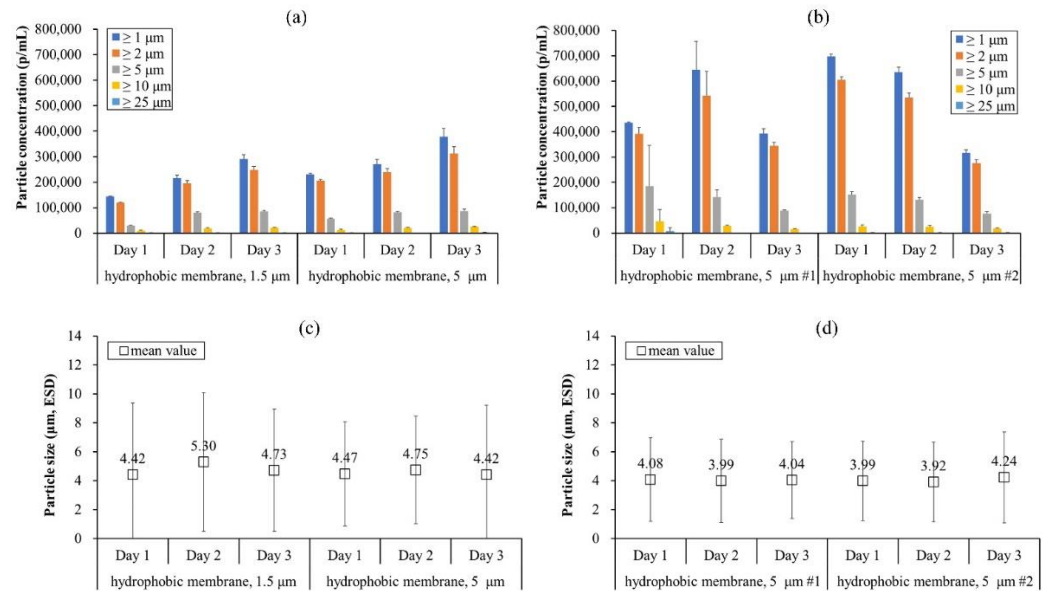 (a)
Particle concentration (p/mL)
800,000
700,000
600,000
500,000
400,000
300,000
200,000
100,000
0
≥ 1 μm
≥ 2 μm
≥ 5 μm
≥ 10 μm
≥ 25 μm
Day 1 Day 2 Day 3 Day 1 Day 2 Day 3
hydrophobic membrane, 1.5 μm hydrophobic membrane, 5 μm
(b)
Particle concentration (p/mL)
800,000
700,000
600,000
500,000
400,000
300,000
200,000
100,000
0
≥ 1 μm
≥ 2 μm
≥ 5 μm
≥ 10 μm
≥ 25 μm
Day 1 Day 2 Day 3 Day 1 Day 2 Day 3
hydrophobic membrane, 5 μm #1 hydrophobic membrane, 5 μm #2
(c)
Particle size (μm, ESD)
14
12
10
8
6
4
2
0
mean value
4.42 5.30 4.73 4.47 4.75 4.42
Day 1 Day 2 Day 3 Day 1 Day 2 Day 3
hydrophobic membrane, 1.5 μm hydrophobic membrane, 5 μm
(d)
Particle size (μm, ESD)
14
12
10
8
6
4
2
0
mean value
4.08 3.99 4.04 3.99 3.92 4.24
Day 1 Day 2 Day 3 Day 1 Day 2 Day 3
hydrophobic membrane, 5 μm #1 hydrophobic membrane, 5 μm #2